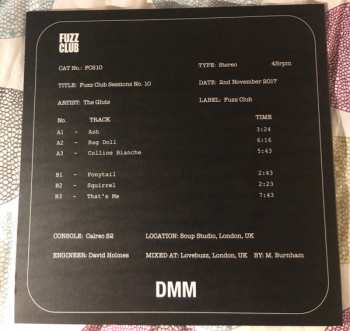 FUZZ
CLUB
CAT No.: FCS10 TYPE: Stereo 45rpm
TITLE: Fuzz Club Sessions No. 10 DATE: 2nd November 2017
ARTIST: The Gluts LABEL: Fuzz Club
No. TRACK TIME
A1 - Ash 3:24
A2 - Rag Doll 6:16
A3 - Colline Bianche 5:43
B1 - Ponytail 2:43
B2 - Squirrel 2:23
B3 - That's Me 7:43
CONSOLE: Calrec S2 LOCATION: Soup Studio, London, UK
ENGINEER: David Holmes MIXED AT: Lovebuzz, London, UK BY: M. Burnham
DMM